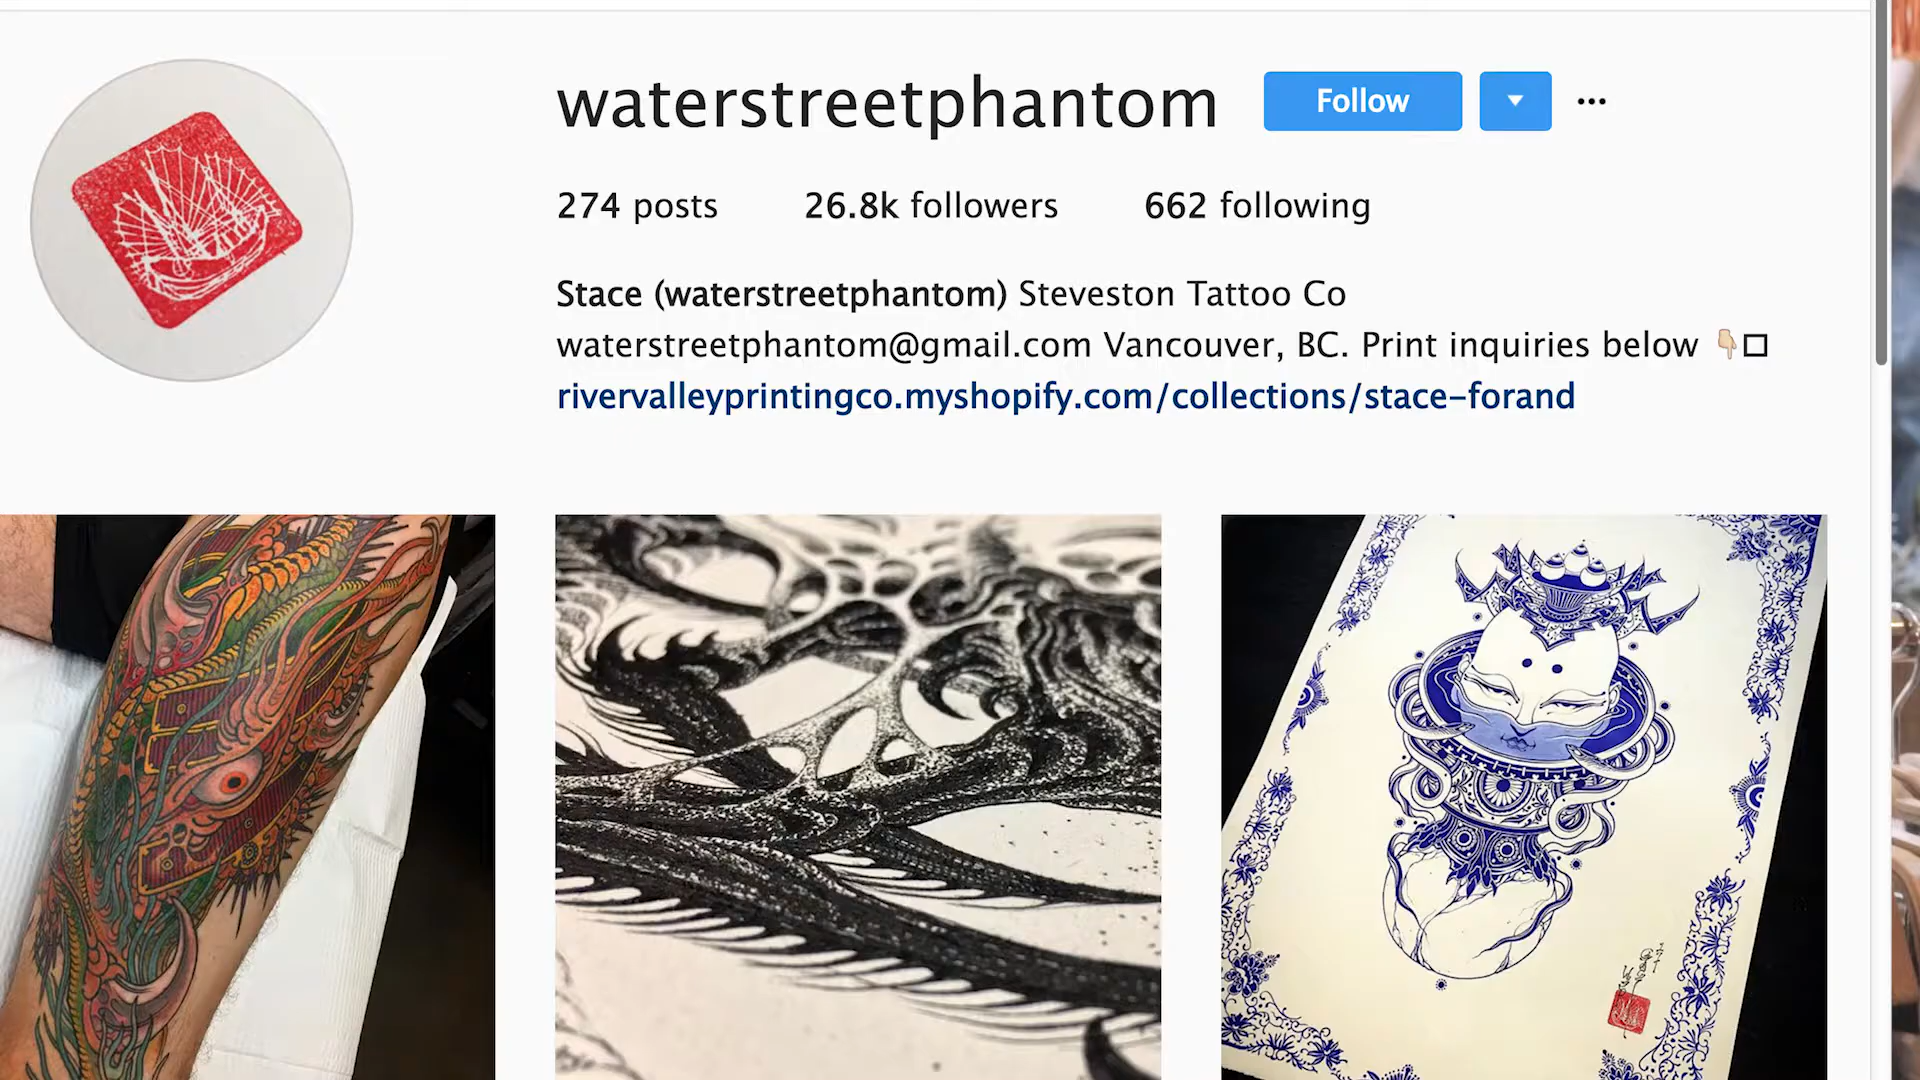 waterstreetphantom Follow
274 posts 26.8k followers 662 following
Stace (waterstreetphantom) Steveston Tattoo Co
waterstreetphantom@gmail.com Vancouver, BC. Print inquiries below
rivervalleyprintingco.myshopify.com/collections/stace-forand